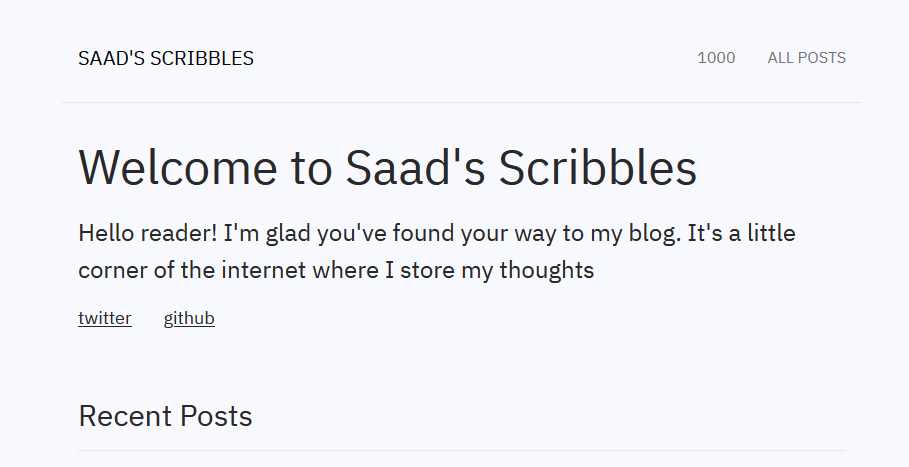 SAAD'S SCRIBBLES 1000 ALL POSTS
Welcome to Saad's Scribbles
Hello reader! I'm glad you've found your way to my blog. It's a little
corner of the internet where I store my thoughts
twitter github
Recent Posts